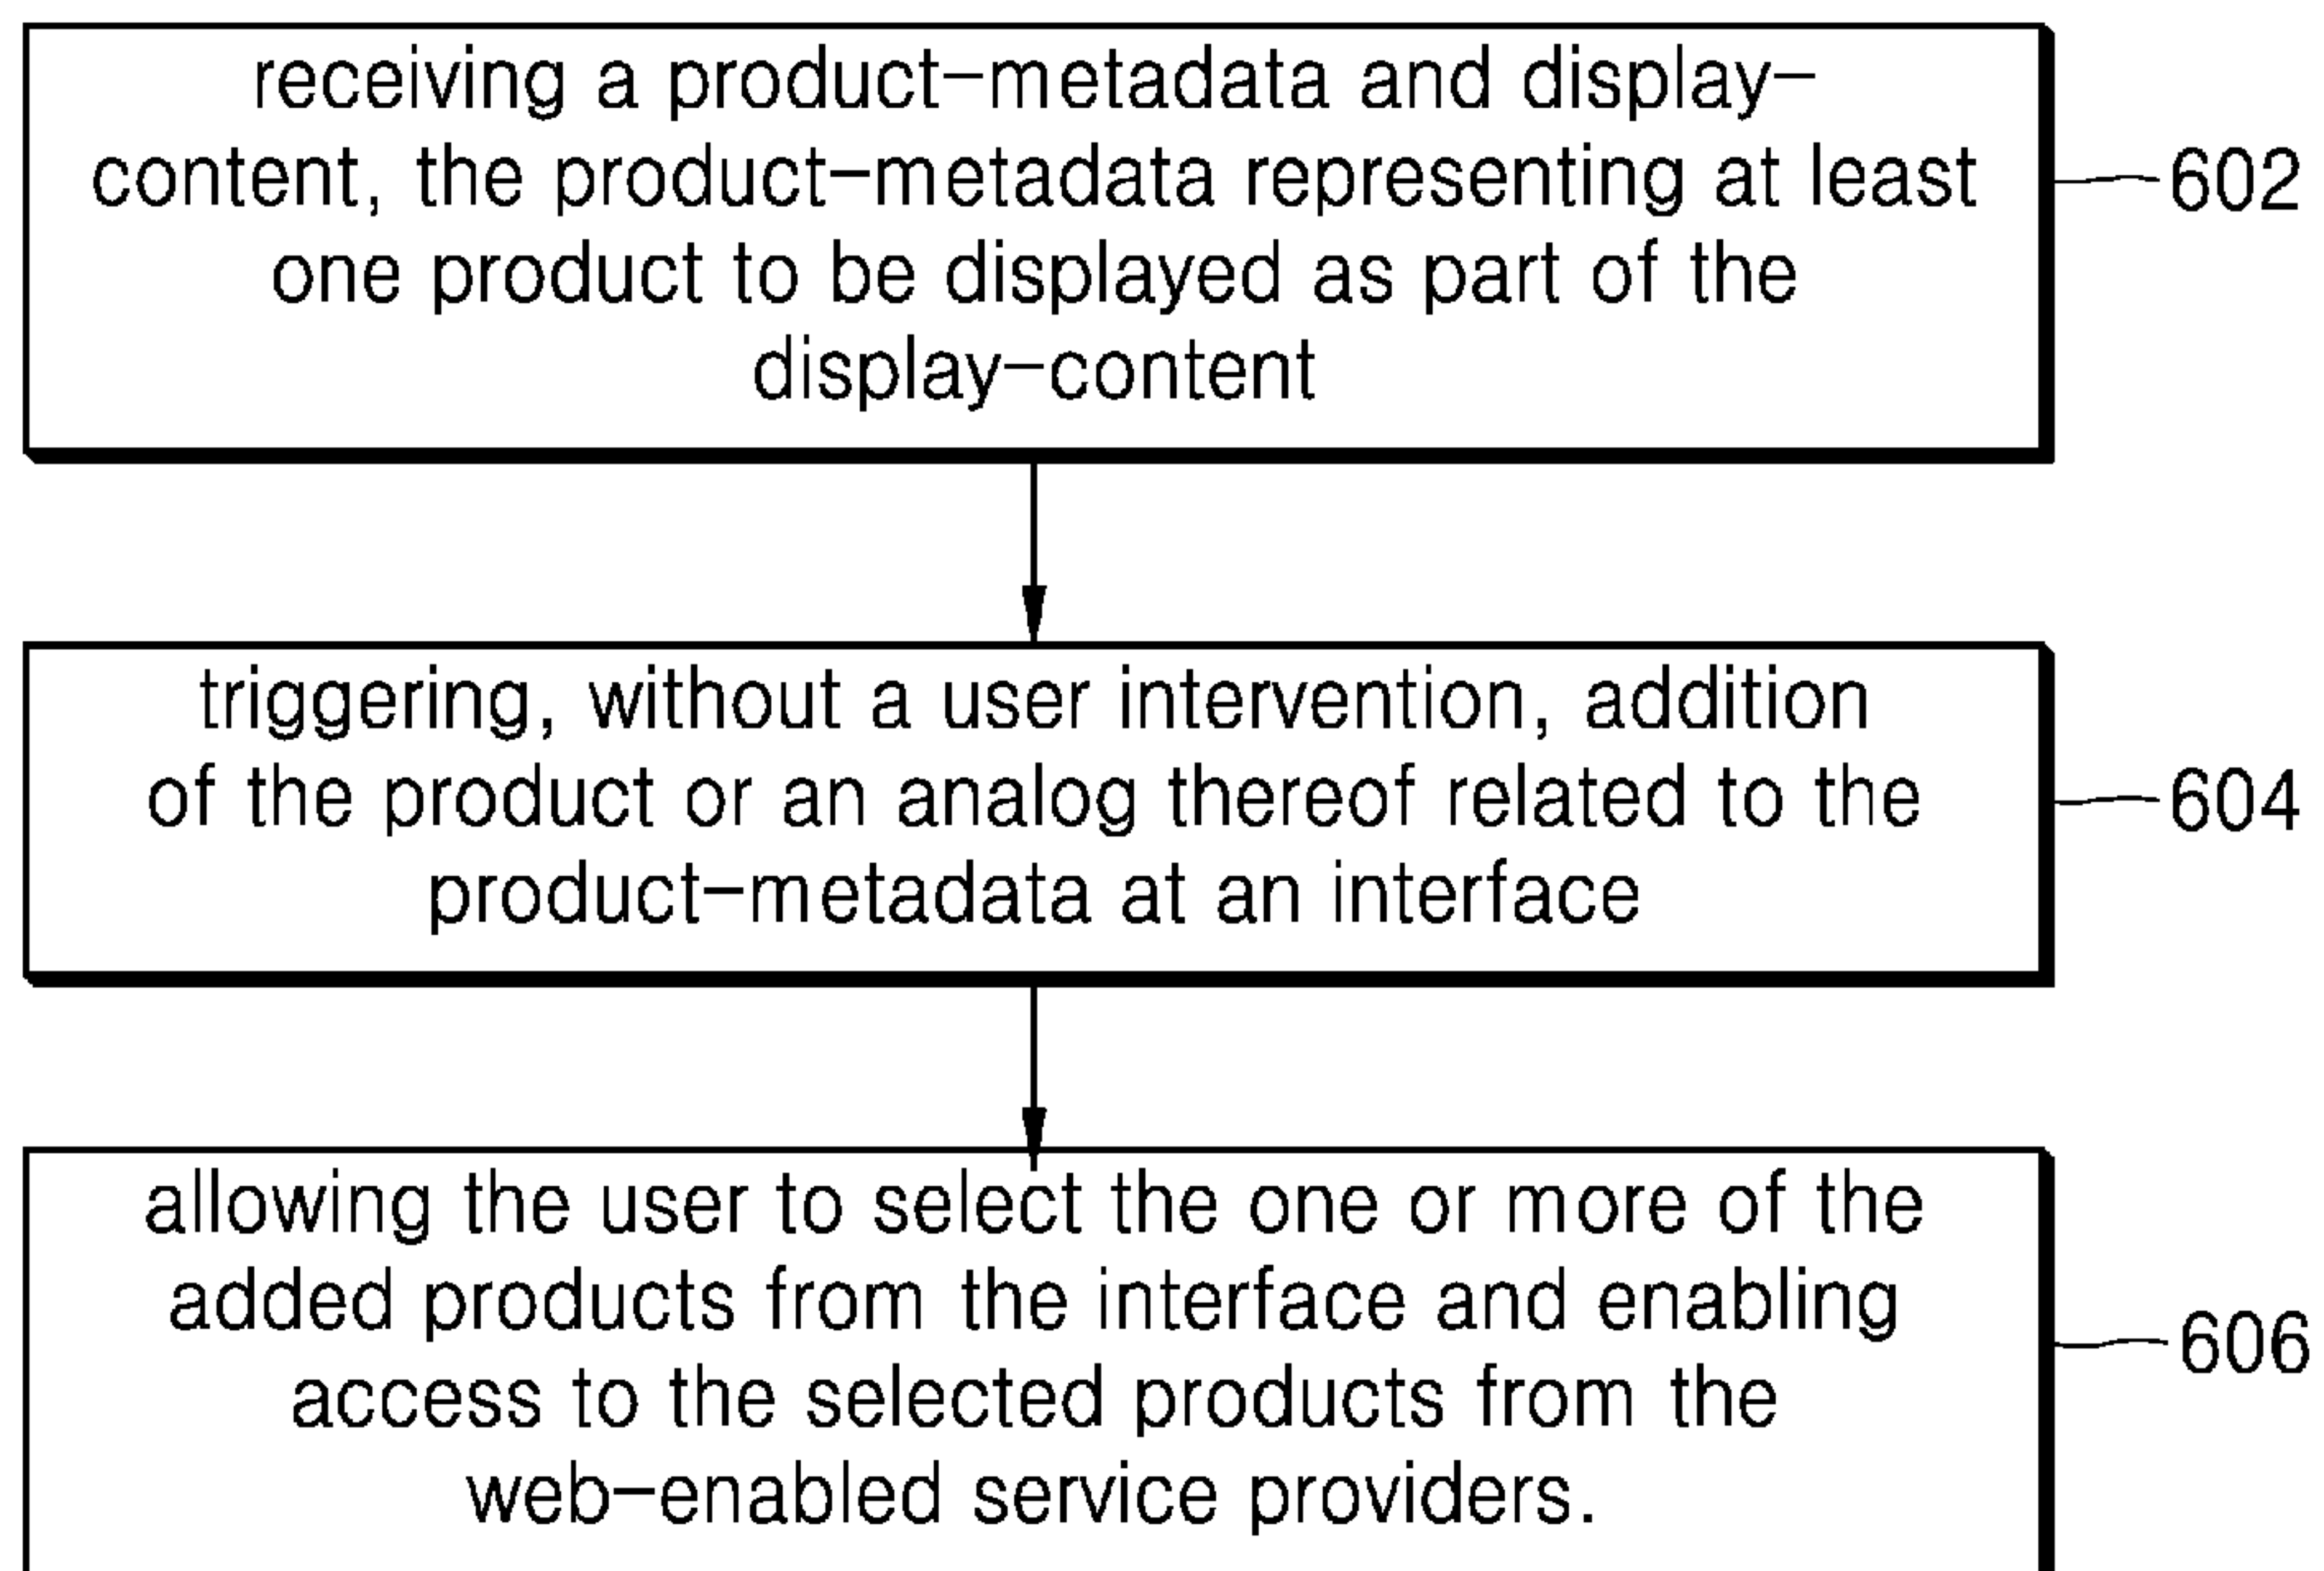 receiving a product-metadata and display-
content, the product-metadata representing at least
one product to be displayed as part of the
display-content
602
triggering, without a user intervention, addition
of the product or an analog thereof related to the
product-metadata at an interface
604
allowing the user to select the one or more of the
added products from the interface and enabling
access to the selected products from the
web-enabled service providers.
606